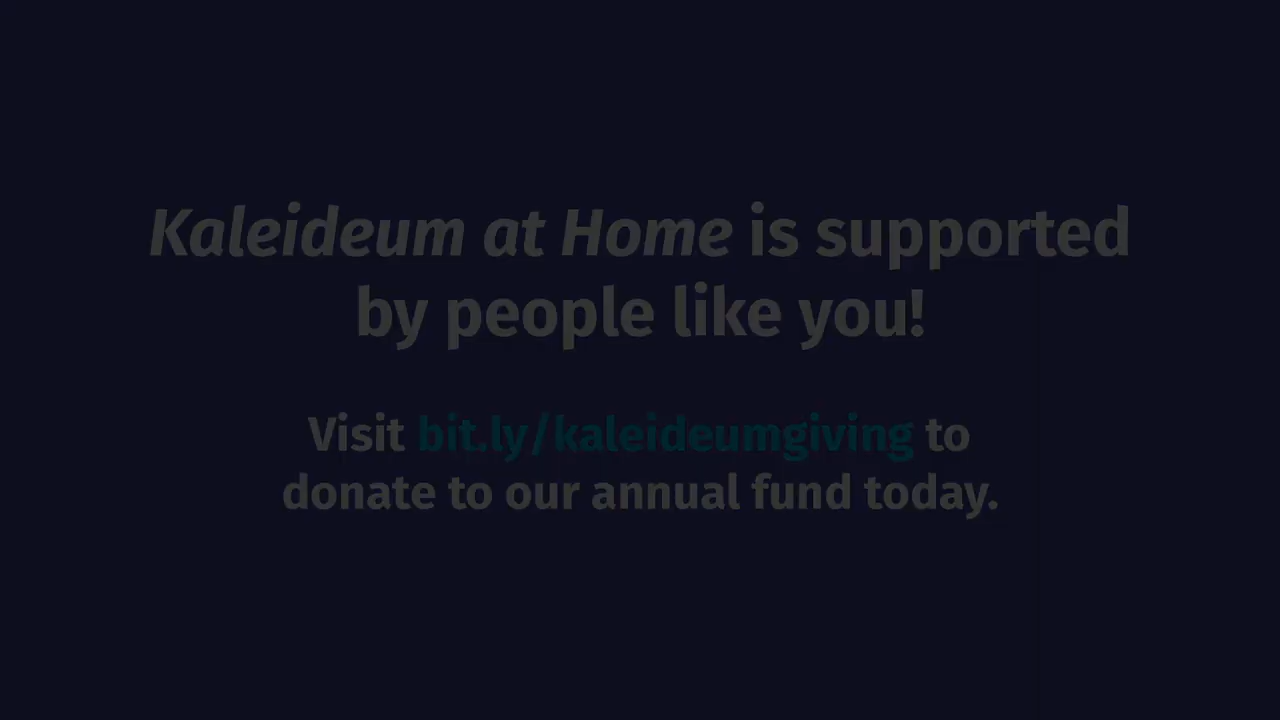 Kaleideum at Home is supported
by people like you!
Visit bit.ly/kaleideumgiving to
donate to our annual fund today.